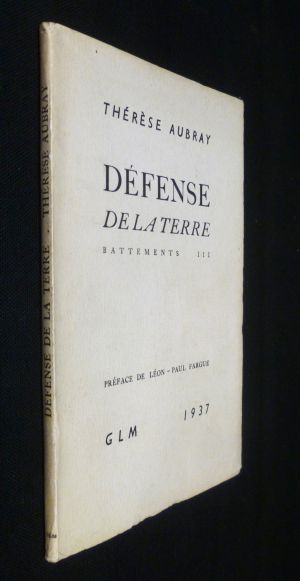 THÉRÈSE AUBRAY
DÉFENSE
DE LA TERRE
BATTEMENTS III
PRÉFACE DE LÉON-PAUL FARGUE
GLM 1937
DÉFENSE DE LA TERRE . THÉRÈSE AUBRAY